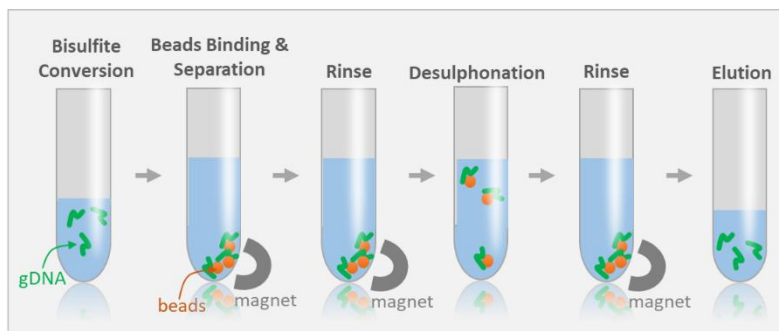 Bisulfite
Conversion
Beads Binding &
Separation
Rinse
Desulphonation
Rinse
Elution
gDNA
beads
magnet
magnet
magnet